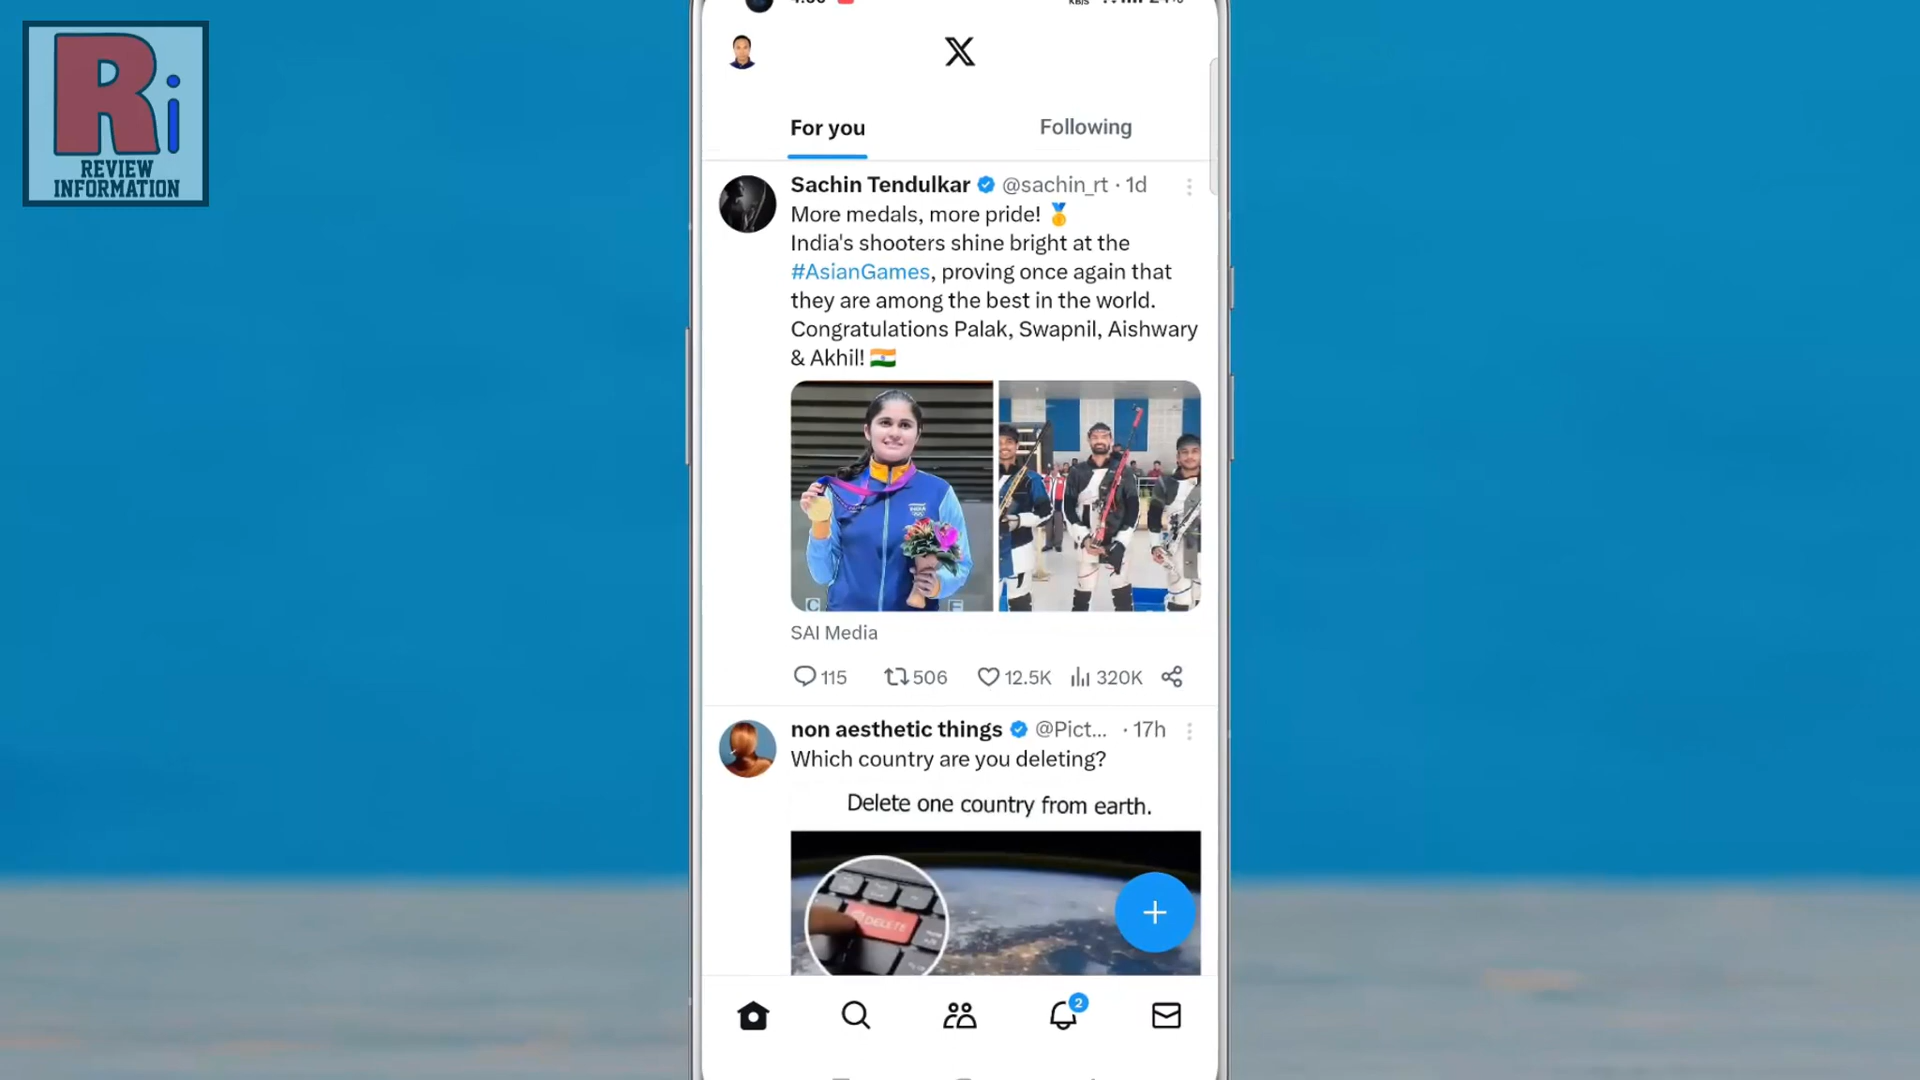 Ri
REVIEW
INFORMATION
X
For you
Following
Sachin Tendulkar @sachin_rt · 1d
More medals, more pride! 🥇
India's shooters shine bright at the
#AsianGames, proving once again that
they are among the best in the world.
Congratulations Palak, Swapnil, Aishwary
& Akhil! 🇮🇳
INDIA
C
F
SAI Media
115
506
12.5K
320K
non aesthetic things @Pict... · 17h
Which country are you deleting?
Delete one country from earth.
DELETE
2